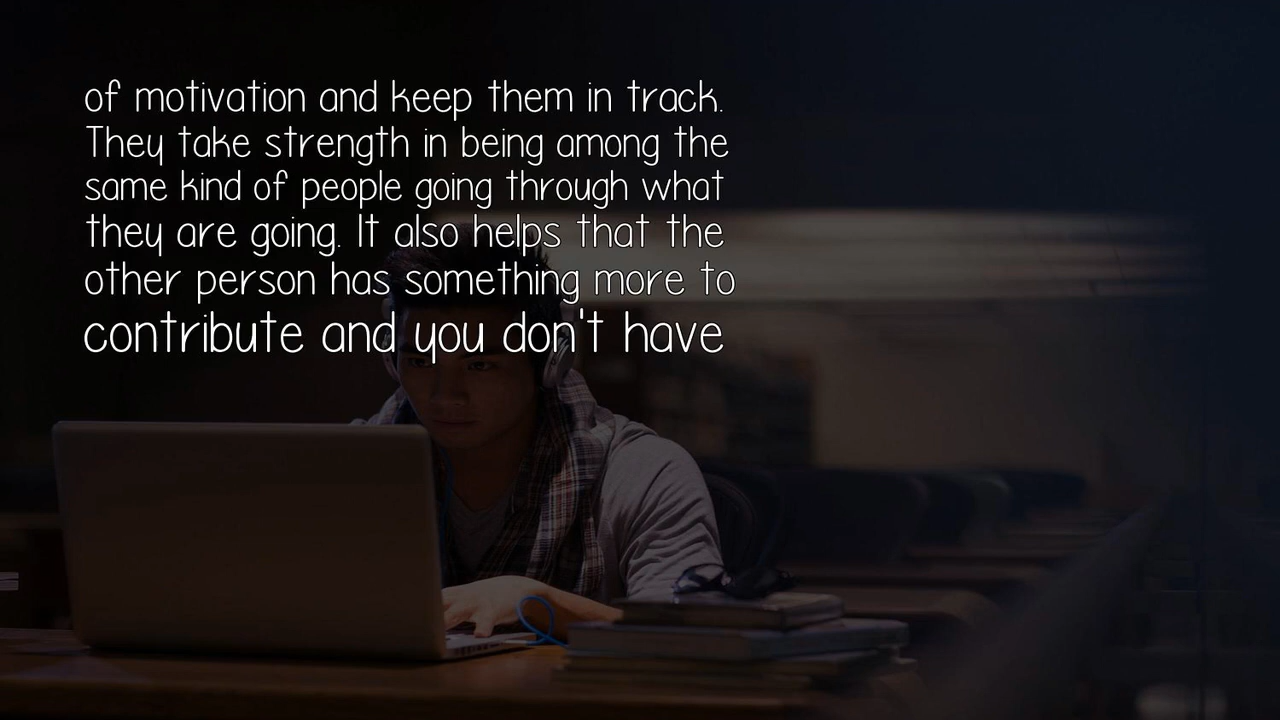 of motivation and keep them in track.
They take strength in being among the
same kind of people going through what
they are going. It also helps that the
other person has something more to
contribute and you don't have